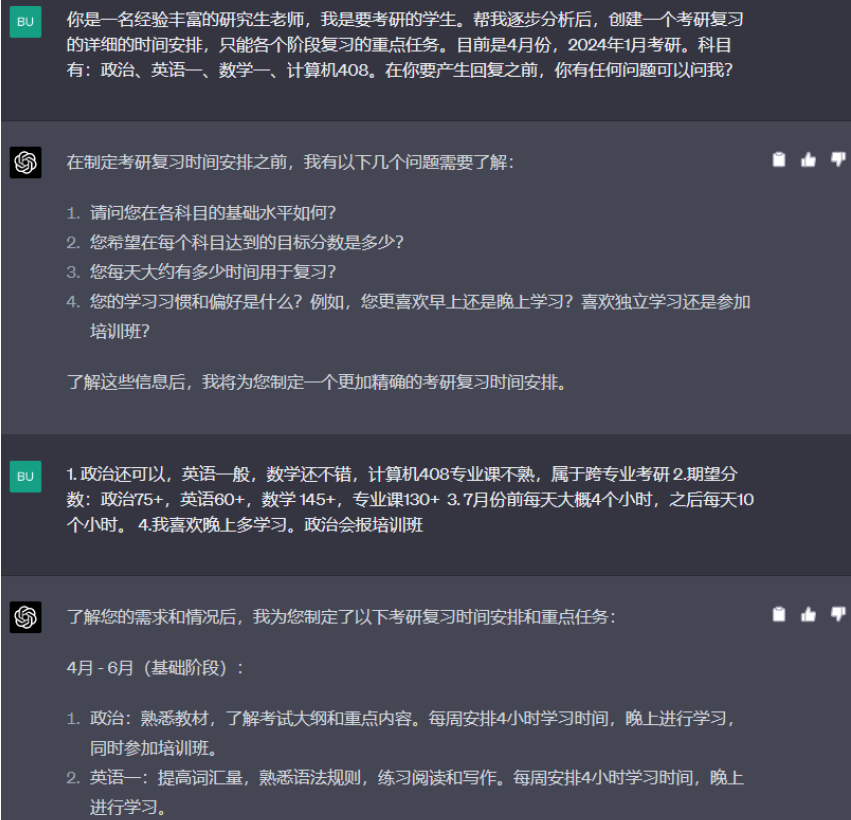 BU
你是一名经验丰富的研究生老师，我是要考研的学生。帮我逐步分析后，创建一个考研复习
的详细的时间安排，只能各个阶段复习的重点任务。目前是4月份，2024年1月考研。科目
有：政治、英语一、数学一、计算机408。在你要产生回复之前，你有任何问题可以问我？
在制定考研复习时间安排之前，我有以下几个问题需要了解：
1. 请问您在各科目的基础水平如何？
2. 您希望在每个科目达到的目标分数是多少？
3. 您每天大约有多少时间用于复习？
4. 您的学习习惯和偏好是什么？例如，您更喜欢早上还是晚上学习？喜欢独立学习还是参加
培训班？
了解这些信息后，我将为您制定一个更加精确的考研复习时间安排。
BU
1. 政治还可以，英语一般，数学还不错，计算机408专业课不熟，属于跨专业考研 2.期望分
数：政治75+，英语60+，数学 145+，专业课130+ 3. 7月份前每天大概4个小时，之后每天10
个小时。 4.我喜欢晚上多学习。政治会报培训班
了解您的需求和情况后，我为您制定了以下考研复习时间安排和重点任务：
4月 - 6月（基础阶段）：
1. 政治：熟悉教材，了解考试大纲和重点内容。每周安排4小时学习时间，晚上进行学习，
同时参加培训班。
2. 英语一：提高词汇量，熟悉语法规则，练习阅读和写作。每周安排4小时学习时间，晚上
进行学习。